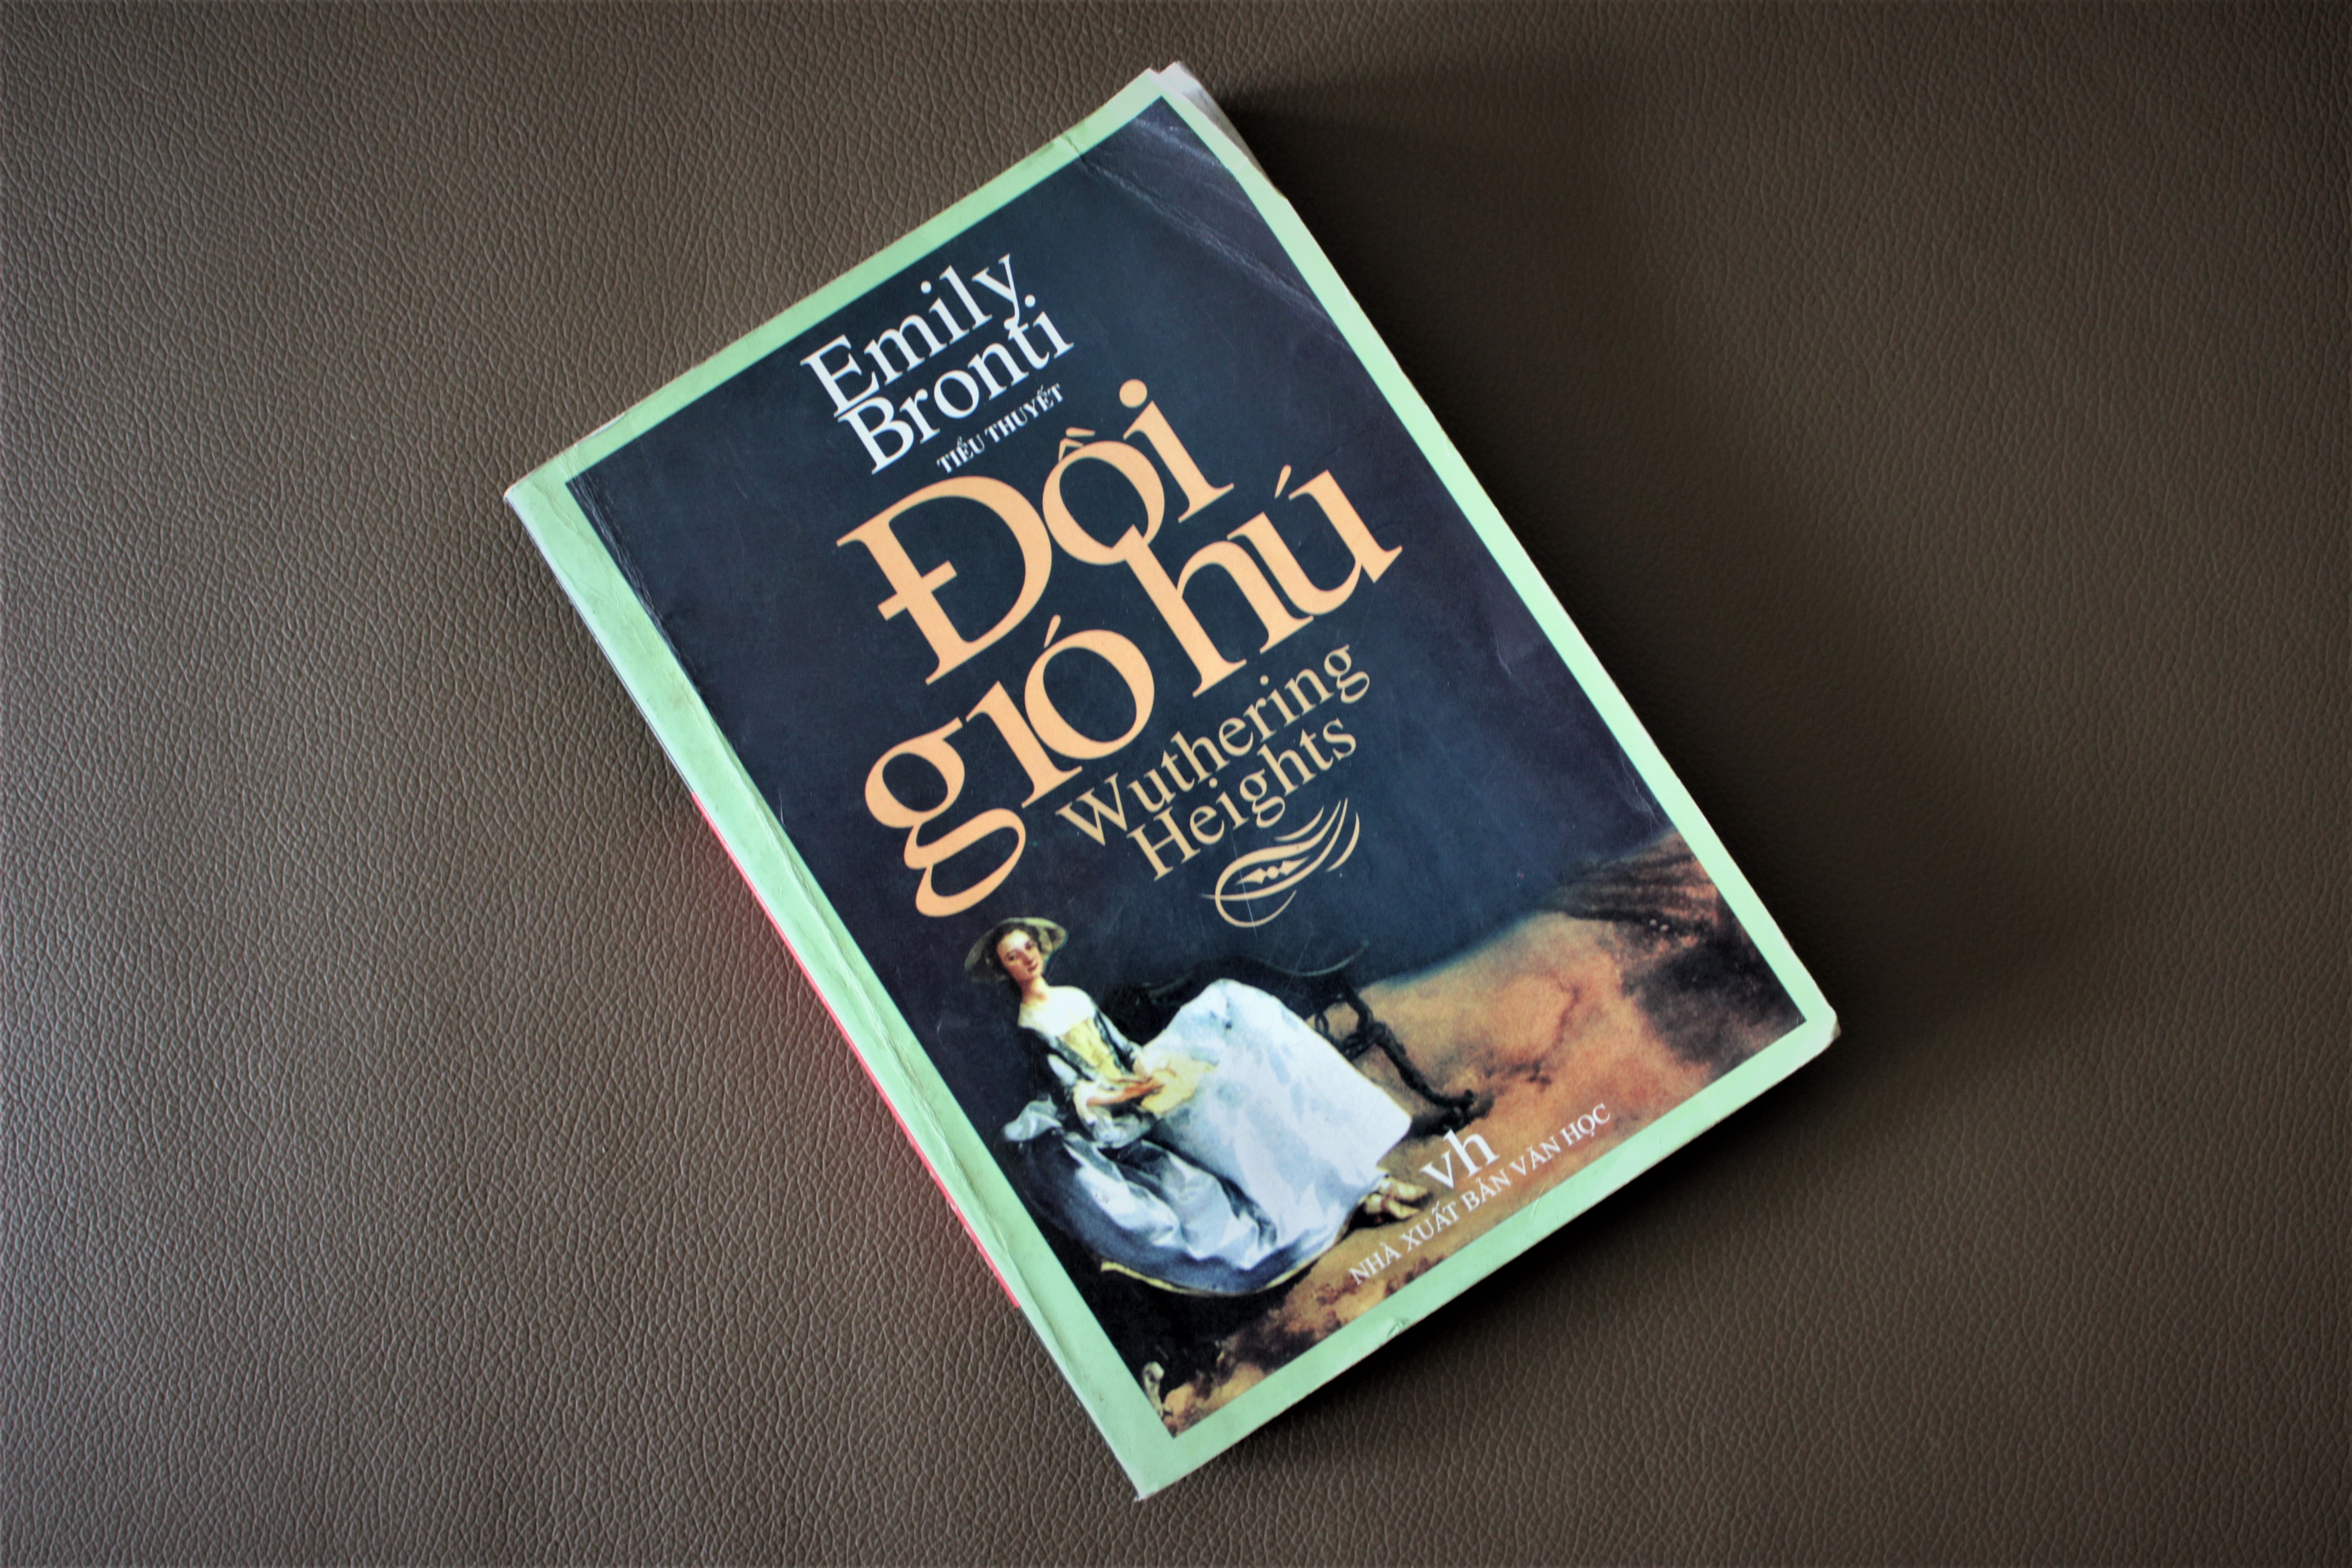 Emily
Bronti
TIỂU THUYẾT
Đồi
gió hú
Wuthering
Heights
vh
NHÀ XUẤT BẢN VĂN HỌC